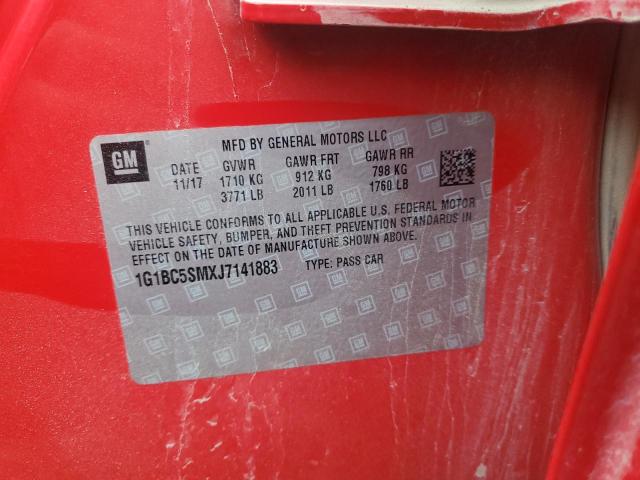 GM
MFD BY GENERAL MOTORS LLC
DATE GVWR GAWR FRT GAWR RR
11/17 1710 KG 912 KG 798 KG
3771 LB 2011 LB 1760 LB
THIS VEHICLE CONFORMS TO ALL APPLICABLE U.S. FEDERAL MOTOR
VEHICLE SAFETY, BUMPER, AND THEFT PREVENTION STANDARDS IN
EFFECT ON THE DATE OF MANUFACTURE SHOWN ABOVE.
1G1BC5SMXJ7141883 TYPE: PASS CAR